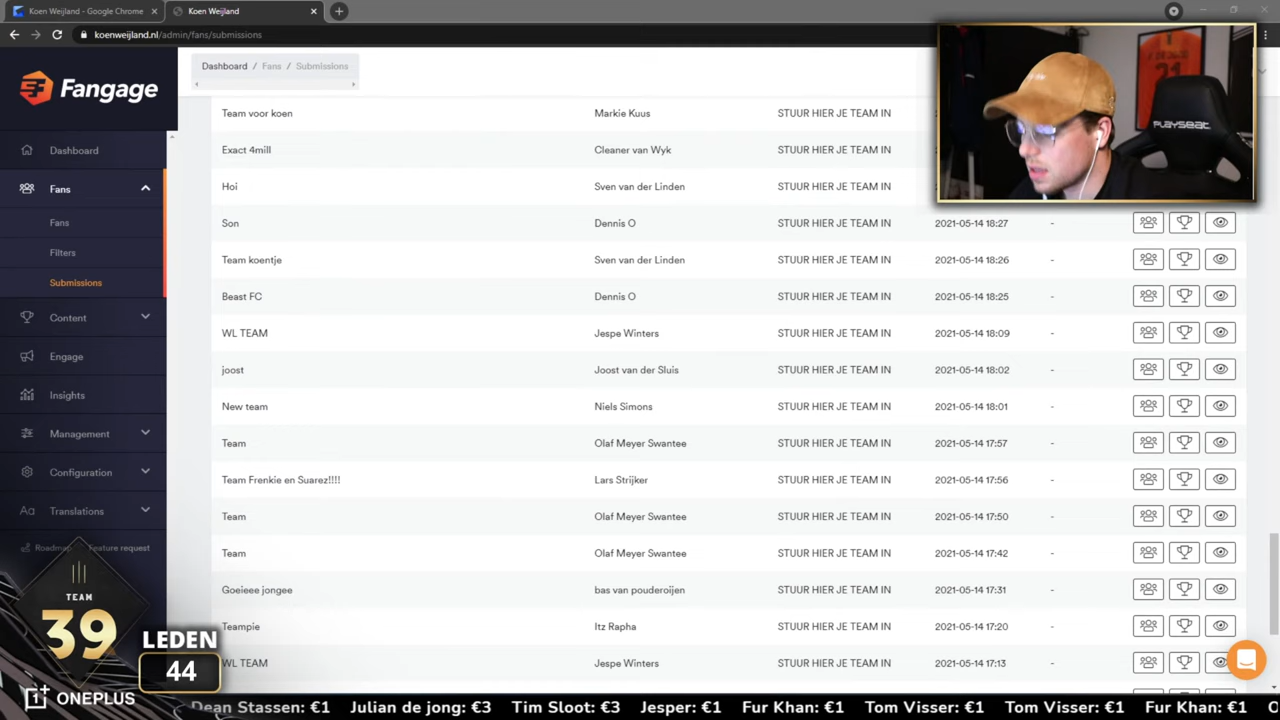 Koen Weijland - Google Chrome
Koen Weijland
koenweijland.nl/admin/fans/submissions
Fangage
Dashboard / Fans / Submissions
Dashboard
Fans
Fans
Filters
Submissions
Content
Engage
Insights
Management
Configuration
Aa Translations
Roadmap
Feature request
Team voor koen Markie Kuus STUUR HIER JE TEAM IN
Exact 4mill Cleaner van Wyk STUUR HIER JE TEAM IN
Hoi Sven van der Linden STUUR HIER JE TEAM IN
Son Dennis O STUUR HIER JE TEAM IN 2021-05-14 18:27 -
Team koentje Sven van der Linden STUUR HIER JE TEAM IN 2021-05-14 18:26 -
Beast FC Dennis O STUUR HIER JE TEAM IN 2021-05-14 18:25 -
WL TEAM Jespe Winters STUUR HIER JE TEAM IN 2021-05-14 18:09 -
joost Joost van der Sluis STUUR HIER JE TEAM IN 2021-05-14 18:02 -
New team Niels Simons STUUR HIER JE TEAM IN 2021-05-14 18:01 -
Team Olaf Meyer Swantee STUUR HIER JE TEAM IN 2021-05-14 17:57 -
Team Frenkie en Suarez!!!! Lars Strijker STUUR HIER JE TEAM IN 2021-05-14 17:56 -
Team Olaf Meyer Swantee STUUR HIER JE TEAM IN 2021-05-14 17:50 -
Team Olaf Meyer Swantee STUUR HIER JE TEAM IN 2021-05-14 17:42 -
Goeieee jongee bas van pouderoijen STUUR HIER JE TEAM IN 2021-05-14 17:31 -
Teampie Itz Rapha STUUR HIER JE TEAM IN 2021-05-14 17:20 -
WL TEAM Jespe Winters STUUR HIER JE TEAM IN 2021-05-14 17:13 -
21
PLAYSEAT
TEAM
39
LEDEN
44
ONEPLUS
Dean Stassen: €1 Julian de jong: €3 Tim Sloot: €3 Jesper: €1 Fur Khan: €1 Tom Visser: €1 Tom Visser: €1 Fur Khan: €1